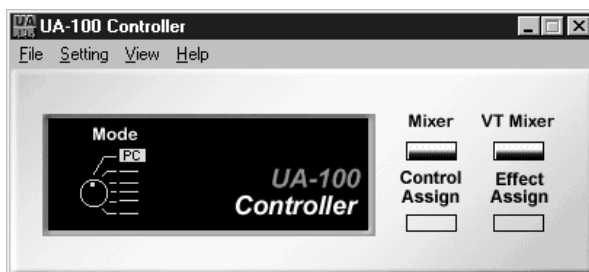 UA-100 Controller
File Setting View Help
Mode
PC
UA-100
Controller
Mixer VT Mixer
Control Effect
Assign Assign